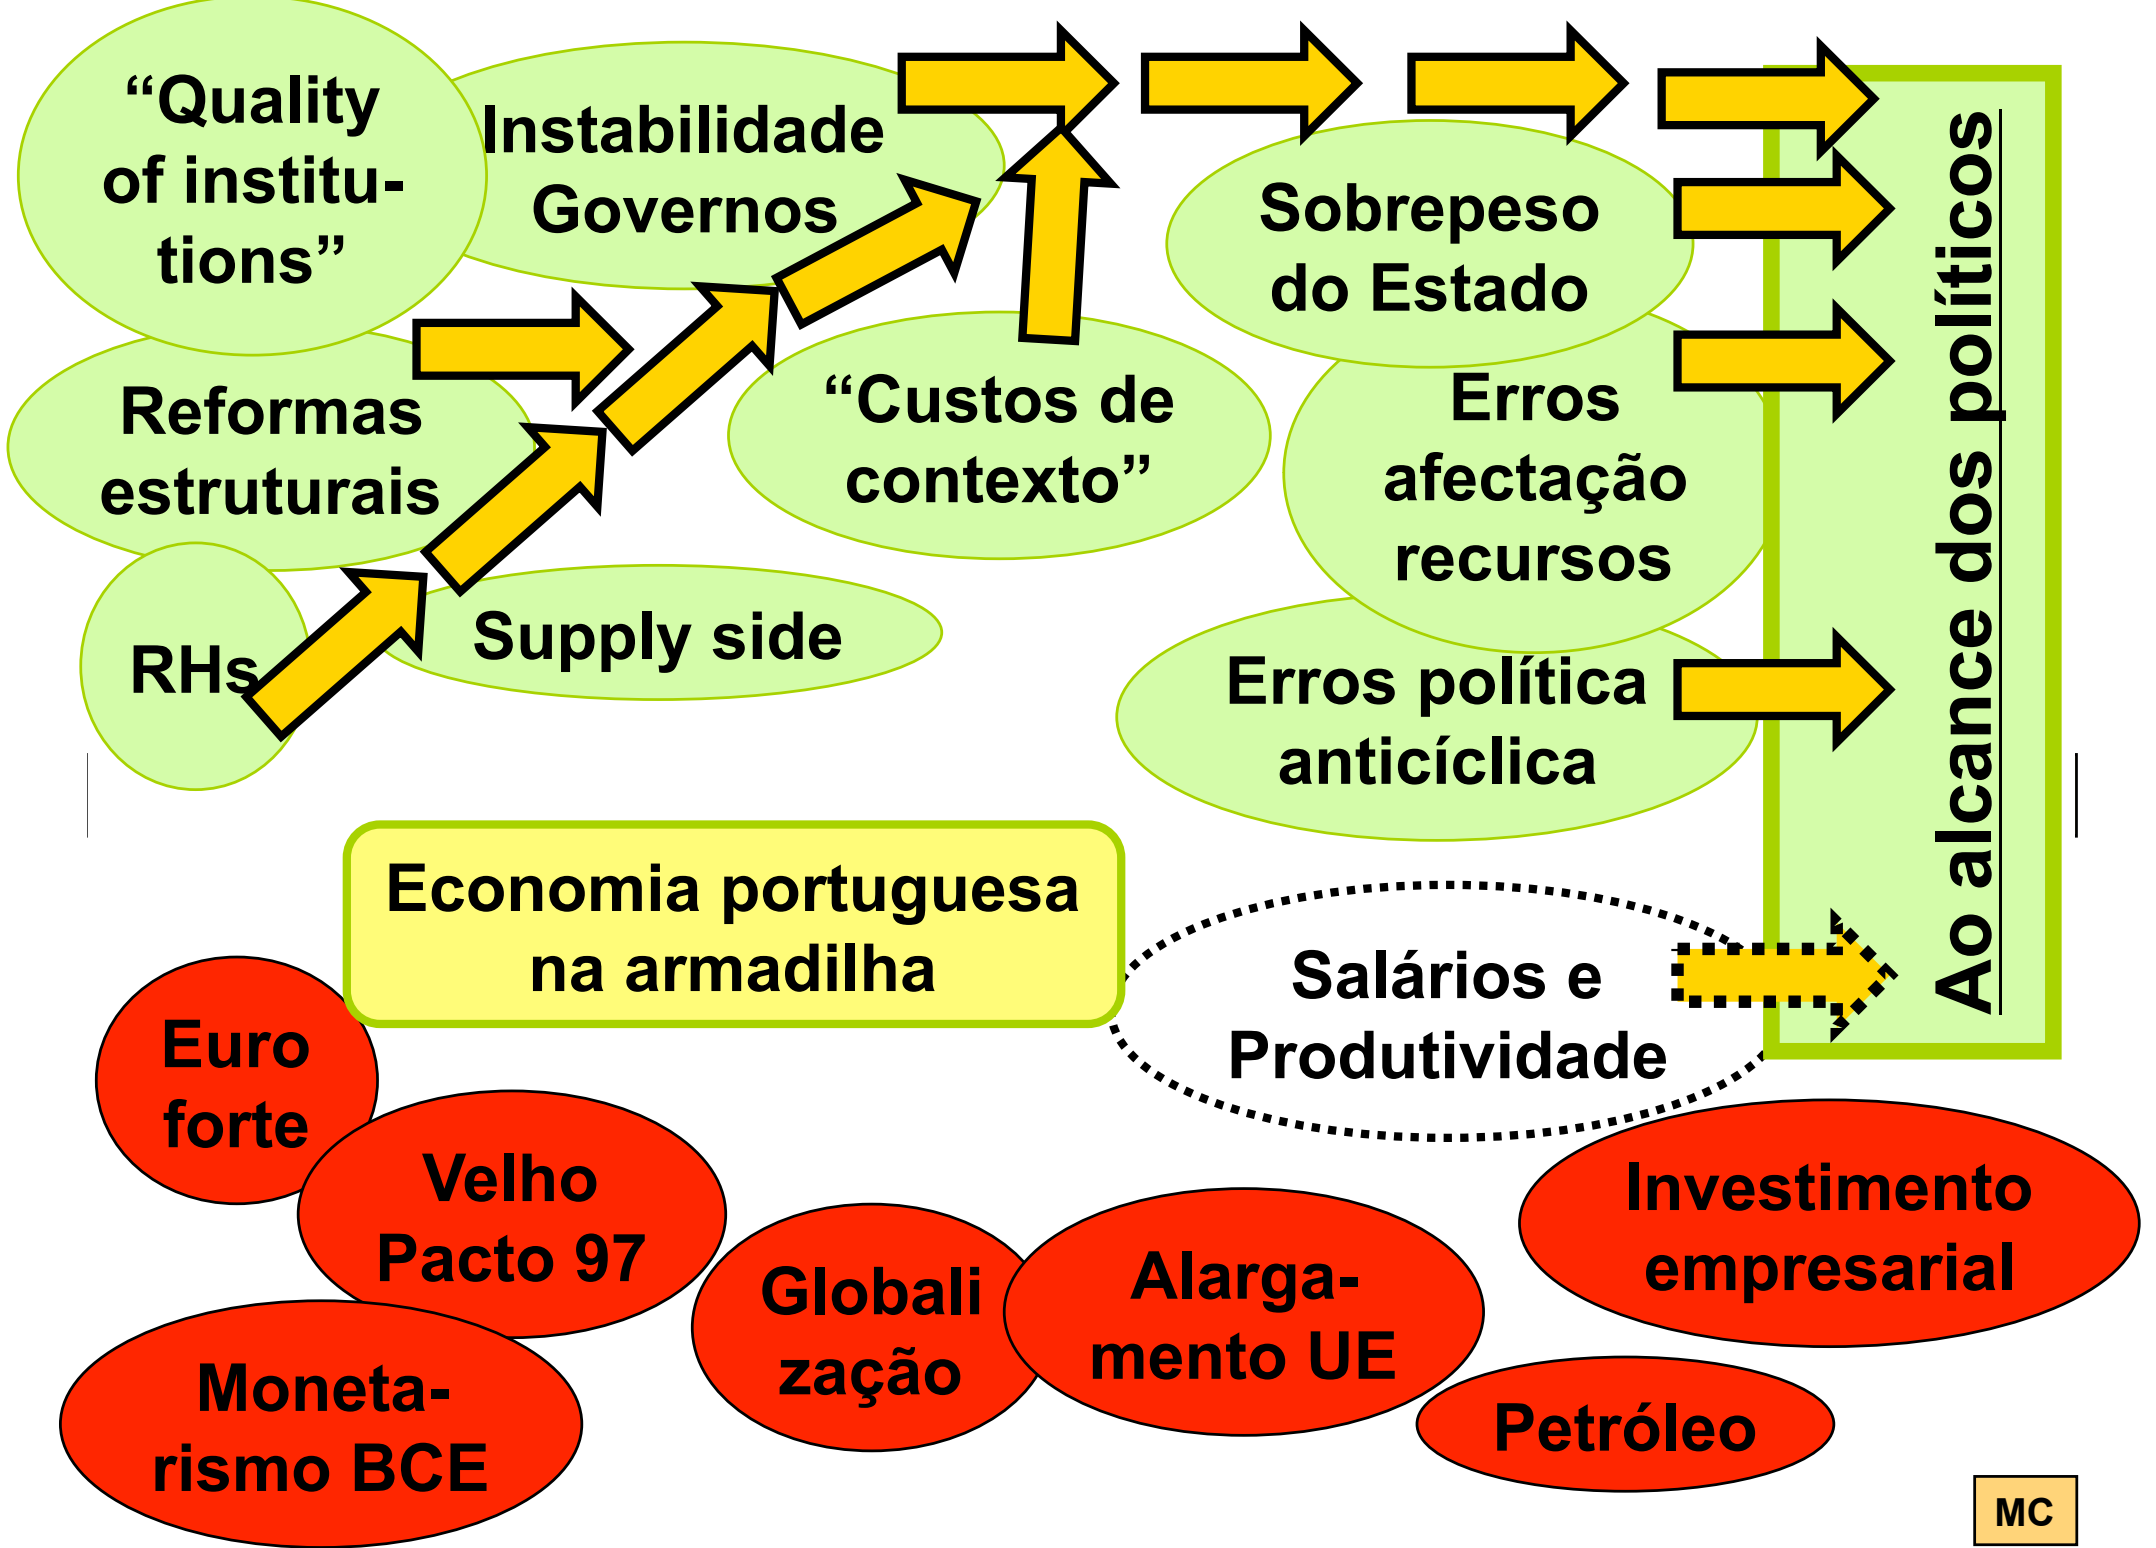 “Quality
of institu-
tions”
Instabilidade
Governos
Sobrepeso
do Estado
Reformas
estruturais
“Custos de
contexto”
Erros
afectação
recursos
RHs
Supply side
Erros política
anticíclica
Ao alcance dos políticos
Economia portuguesa
na armadilha
Salários e
Produtividade
Euro
forte
Velho
Pacto 97
Moneta-
rismo BCE
Globali
zação
Alarga-
mento UE
Investimento
empresarial
Petróleo
MC